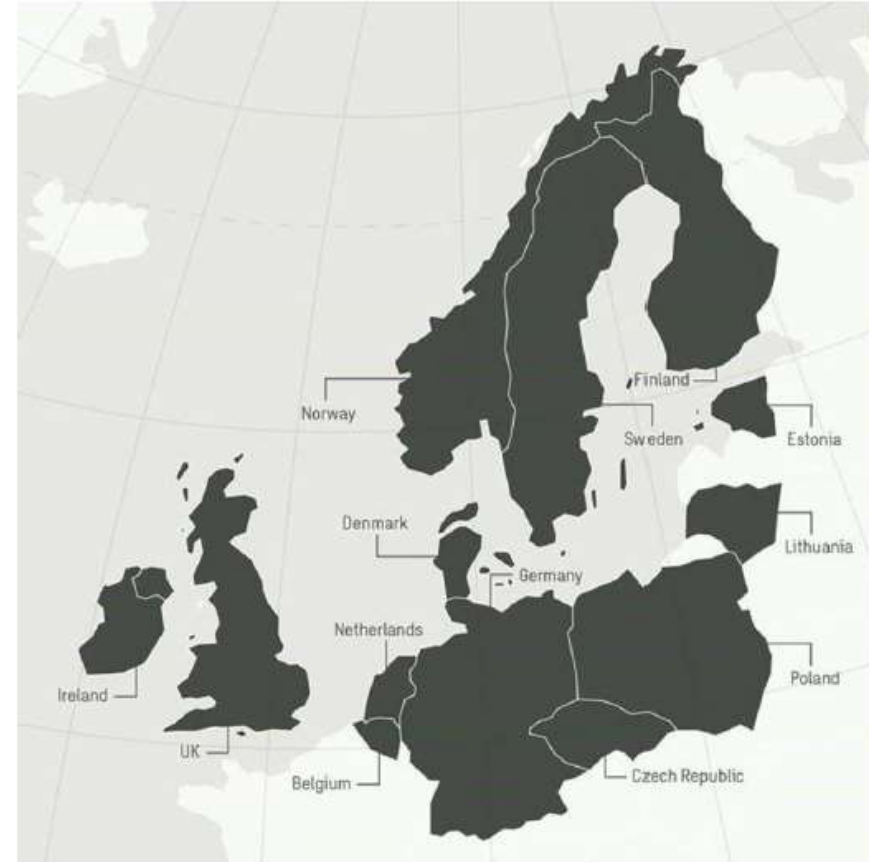 Norway
Finland
Sweden
Estonia
Denmark
Lithuania
Germany
Netherlands
Poland
Ireland
UK
Belgium
Czech Republic